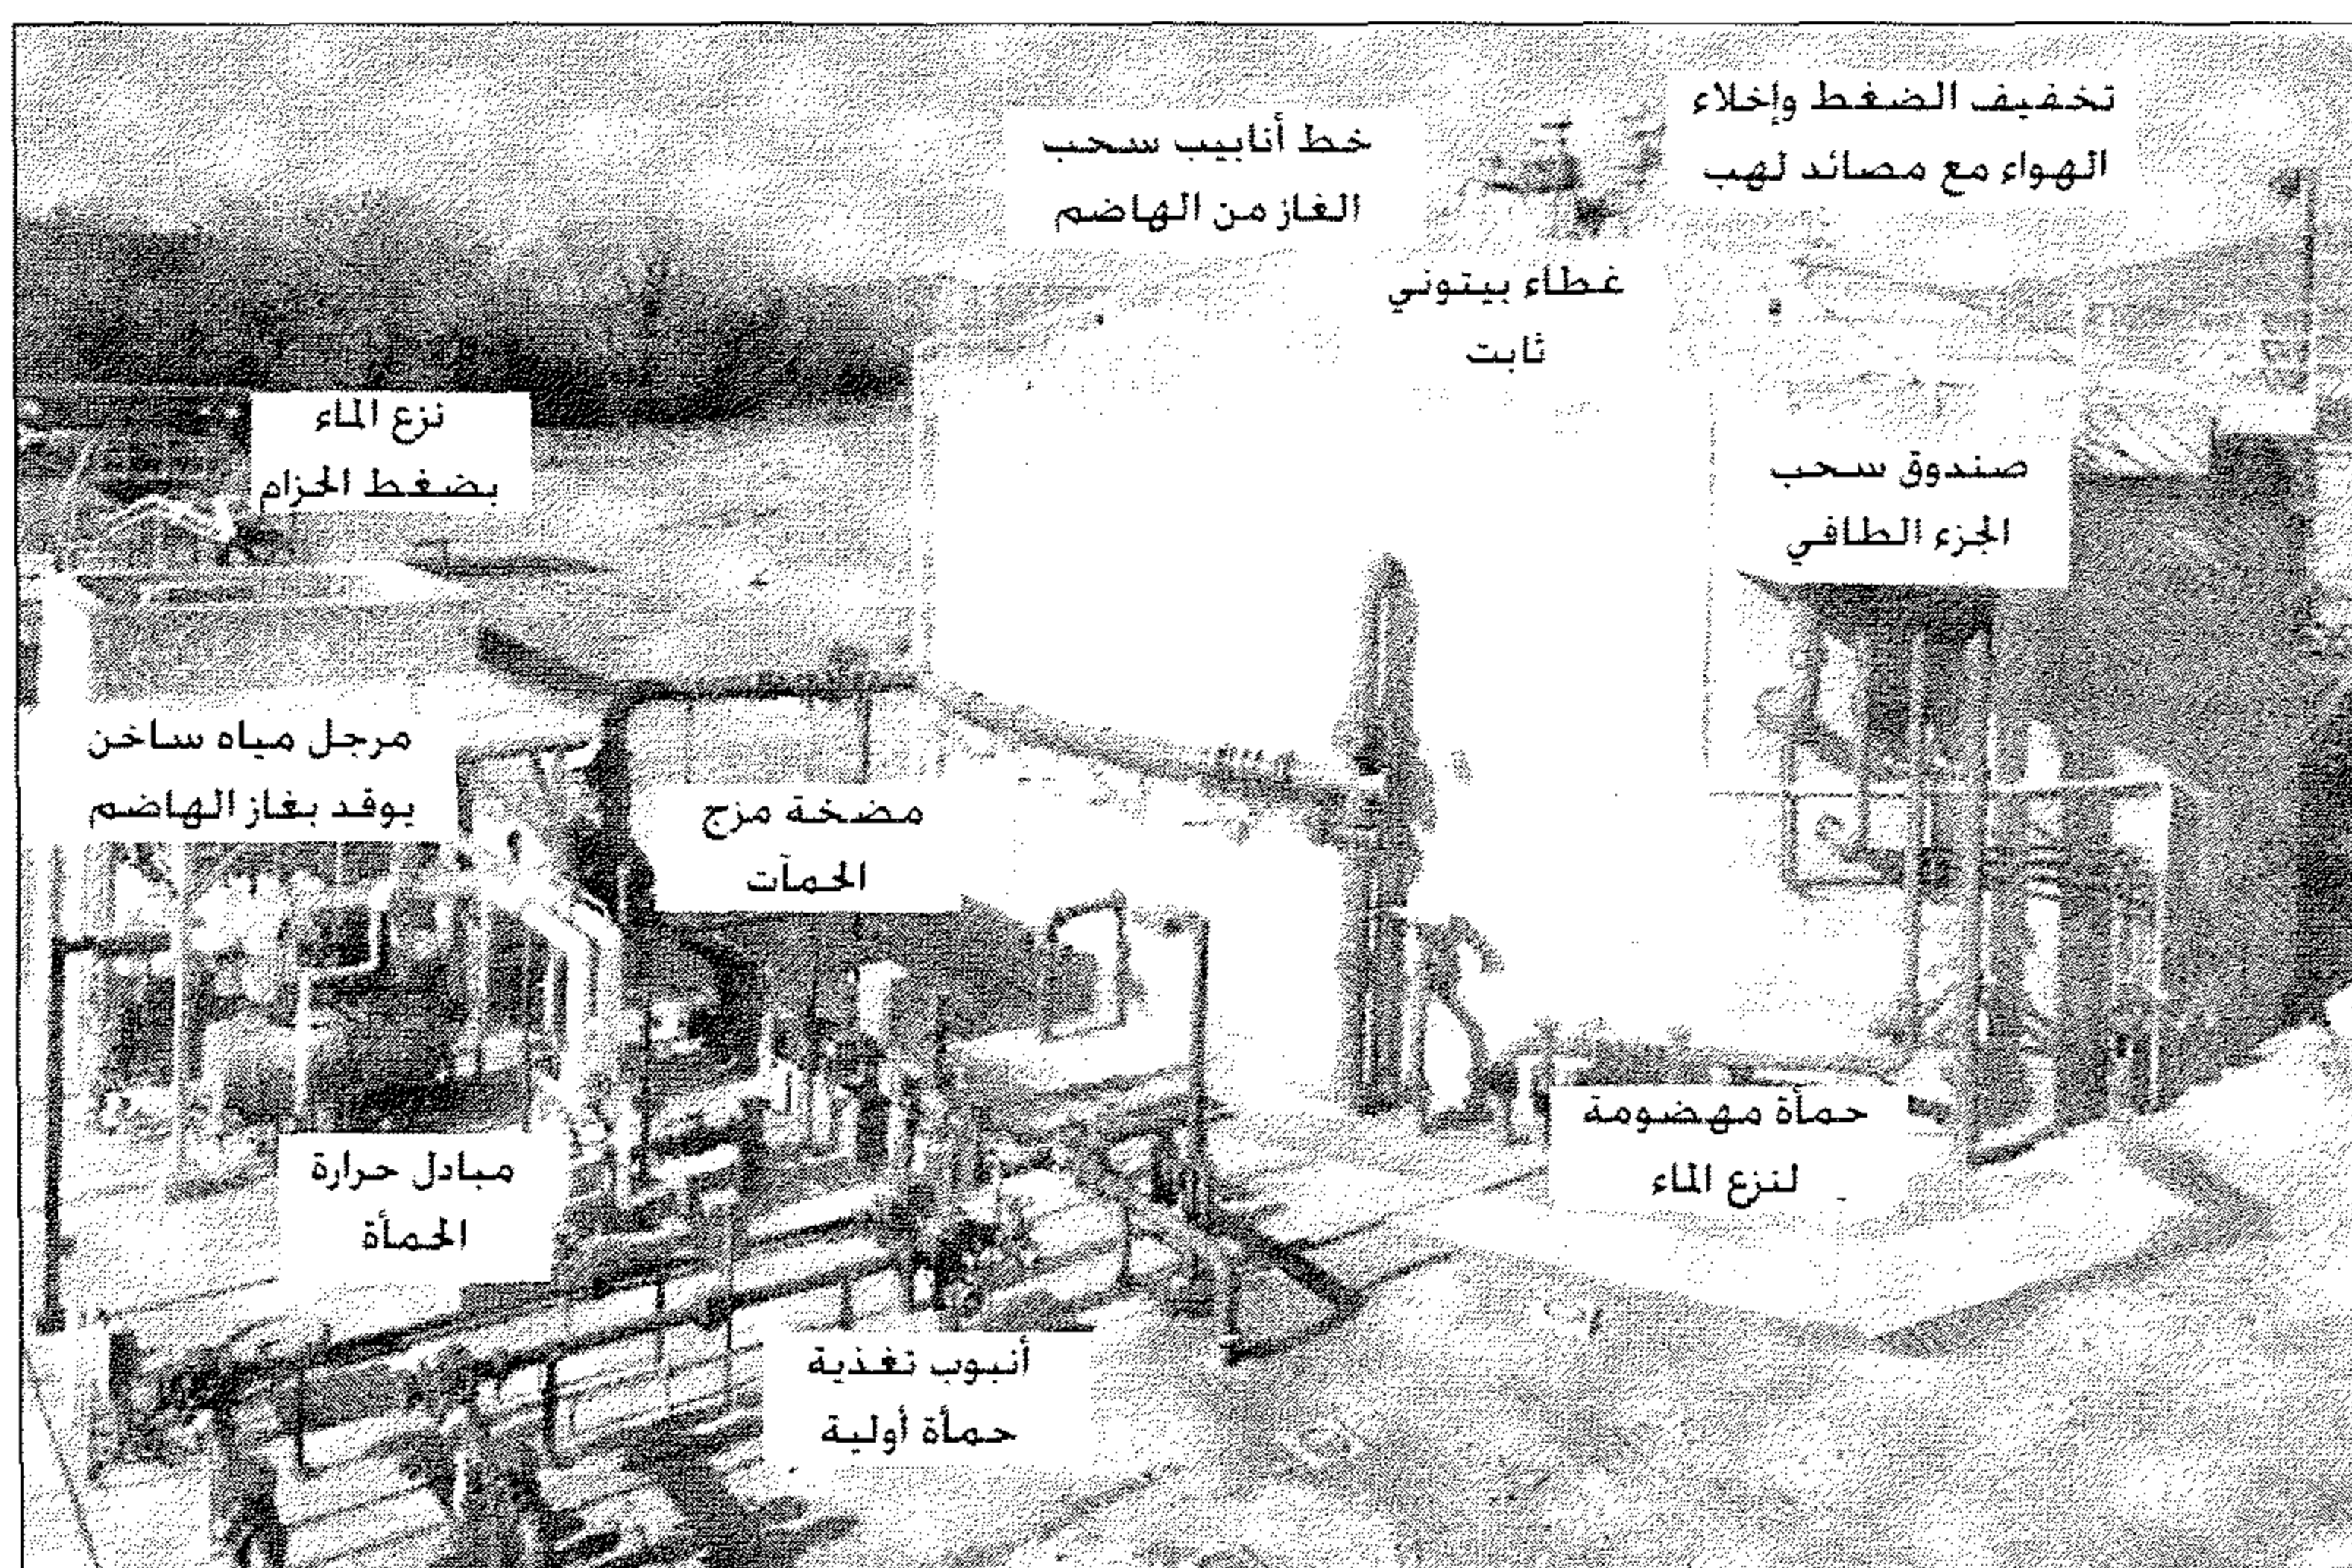 تخفيف الضغط وإخلاء
الهواء مع مصائد لهب
خط أنابيب سحب
الغاز من الهاضم
غطاء بيتوني
ثابت
نزع الماء
بضغط الحزام
صندوق سحب
الجزء الطافي
مرجل مياه ساخن
يوقد بغاز الهاضم
مضخة مزج
الحمآت
حمأة مهضومة
لنزع الماء
مبادل حرارة
الحمأة
أنبوب تغذية
حمأة أولية